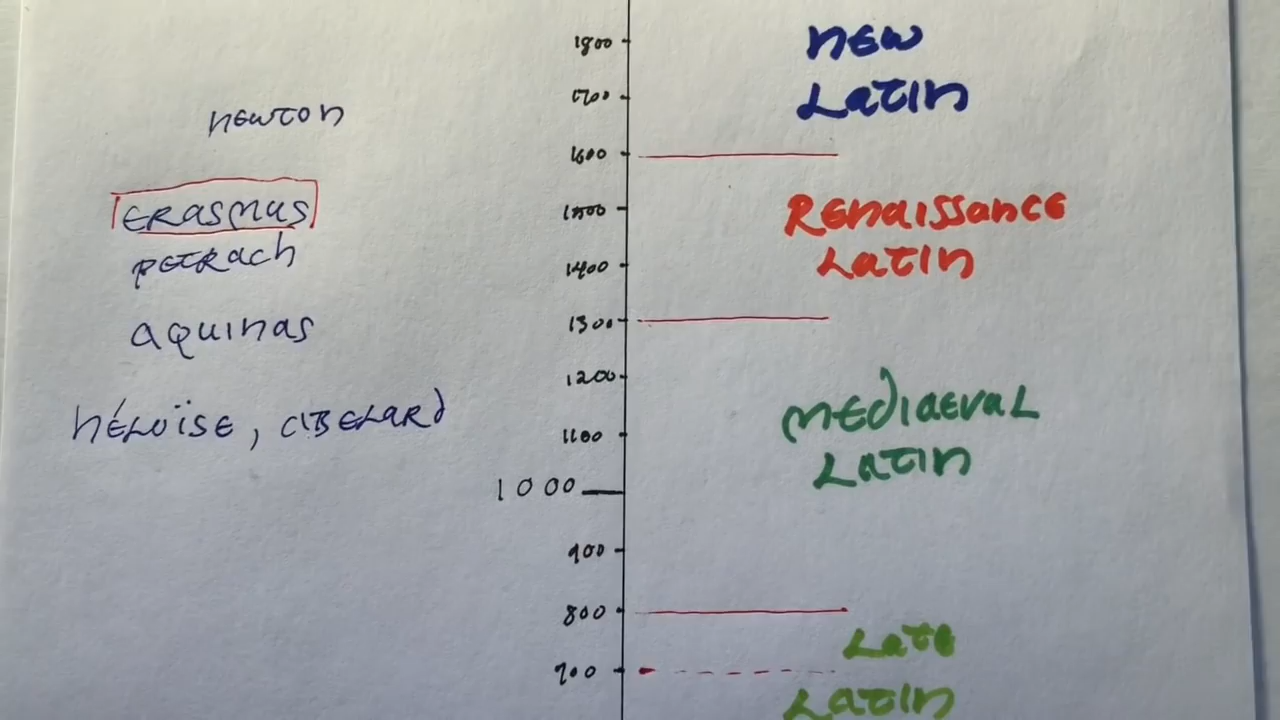 1800
NEW
LATIN
1700
NEWTON
1600
ERASMUS
1500
RENAISSANCE
LATIN
PETRACH
1400
AQUINAS
1300
1200
MEDIAEVAL
LATIN
HÉLOÏSE, ABELARD
1100
1000
900
800
LATE
LATIN
700